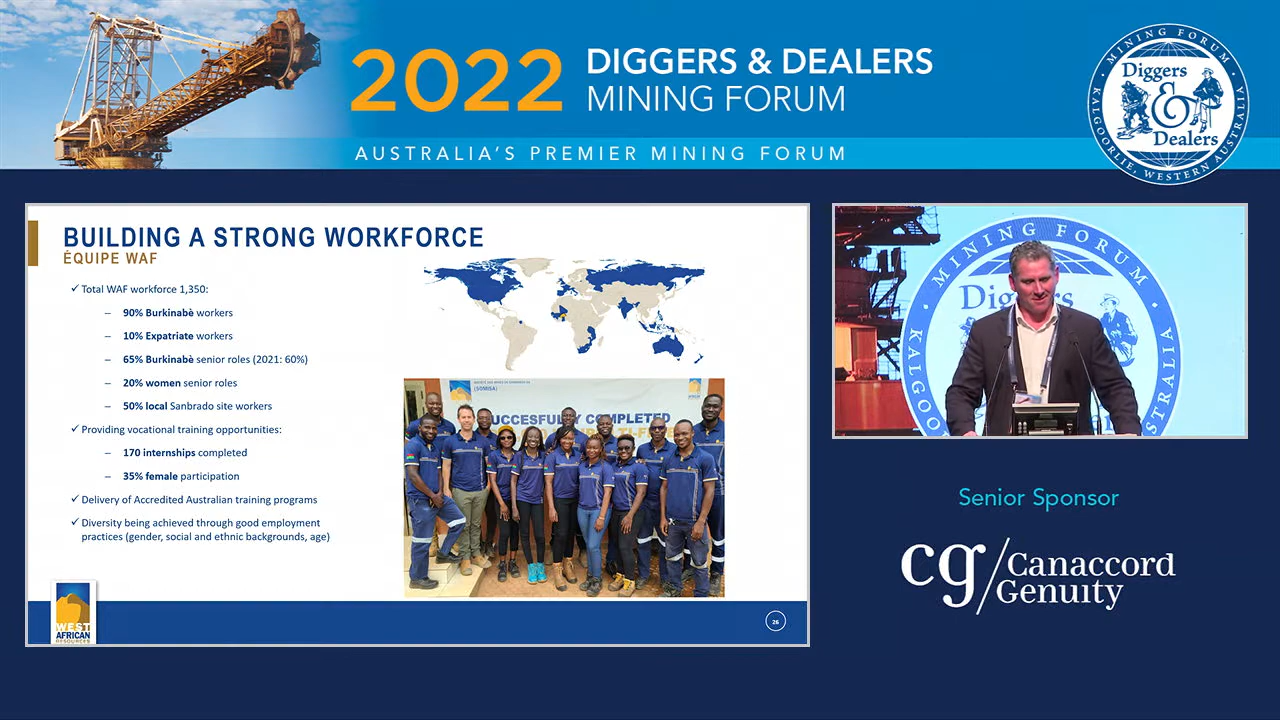 2022
DIGGERS & DEALERS
MINING FORUM
AUSTRALIA'S PREMIER MINING FORUM
MINING FORUM
Diggers
&
Dealers
KALGOORLIE, WESTERN AUSTRALIA
BUILDING A STRONG WORKFORCE
ÉQUIPE WAF
✓ Total WAF workforce 1,350:
– 90% Burkinabè workers
– 10% Expatriate workers
– 65% Burkinabè senior roles (2021: 60%)
– 20% women senior roles
– 50% local Sanbrado site workers
✓ Providing vocational training opportunities:
– 170 internships completed
– 35% female participation
✓ Delivery of Accredited Australian training programs
✓ Diversity being achieved through good employment
practices (gender, social and ethnic backgrounds, age)
(SOMISA)
UCCESFULLY COMPLETED
WEST
AFRICAN
RESOURCES
26
MINING FORUM
Diggers
KALGOO
STRALIA
Senior Sponsor
cg/Canaccord
Genuity